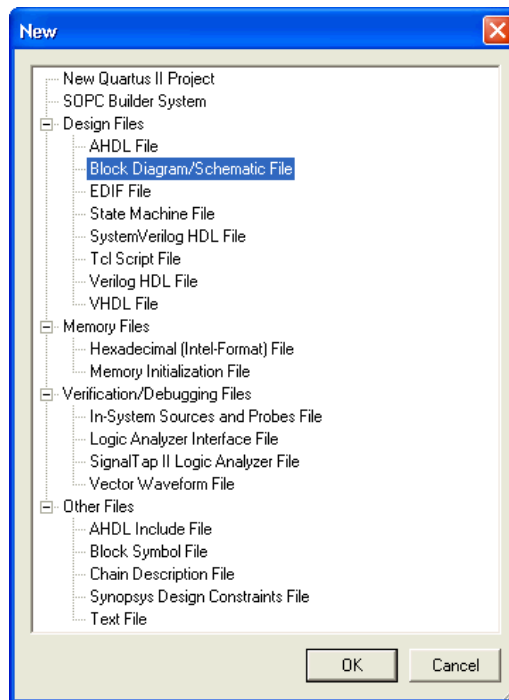 New
New Quartus II Project
SOPC Builder System
Design Files
AHDL File
Block Diagram/Schematic File
EDIF File
State Machine File
SystemVerilog HDL File
Tcl Script File
Verilog HDL File
VHDL File
Memory Files
Hexadecimal (Intel-Format) File
Memory Initialization File
Verification/Debugging Files
In-System Sources and Probes File
Logic Analyzer Interface File
SignalTap II Logic Analyzer File
Vector Waveform File
Other Files
AHDL Include File
Block Symbol File
Chain Description File
Synopsys Design Constraints File
Text File
OK Cancel